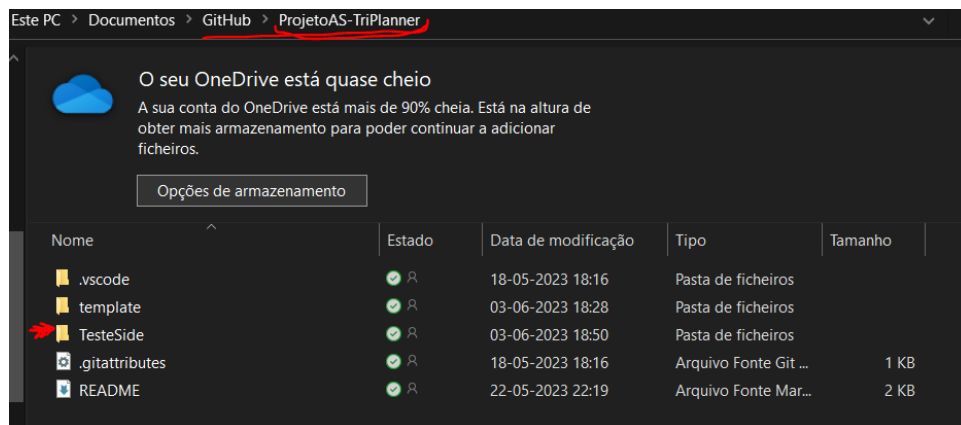 Este PC > Documentos > GitHub > ProjetoAS-TriPlanner
O seu OneDrive está quase cheio
A sua conta do OneDrive está mais de 90% cheia. Está na altura de
obter mais armazenamento para poder continuar a adicionar
ficheiros.
Opções de armazenamento
Nome Estado Data de modificação Tipo Tamanho
.vscode 18-05-2023 18:16 Pasta de ficheiros
template 03-06-2023 18:28 Pasta de ficheiros
TesteSide 03-06-2023 18:50 Pasta de ficheiros
.gitattributes 18-05-2023 18:16 Arquivo Fonte Git ... 1 KB
README 22-05-2023 22:19 Arquivo Fonte Mar... 2 KB